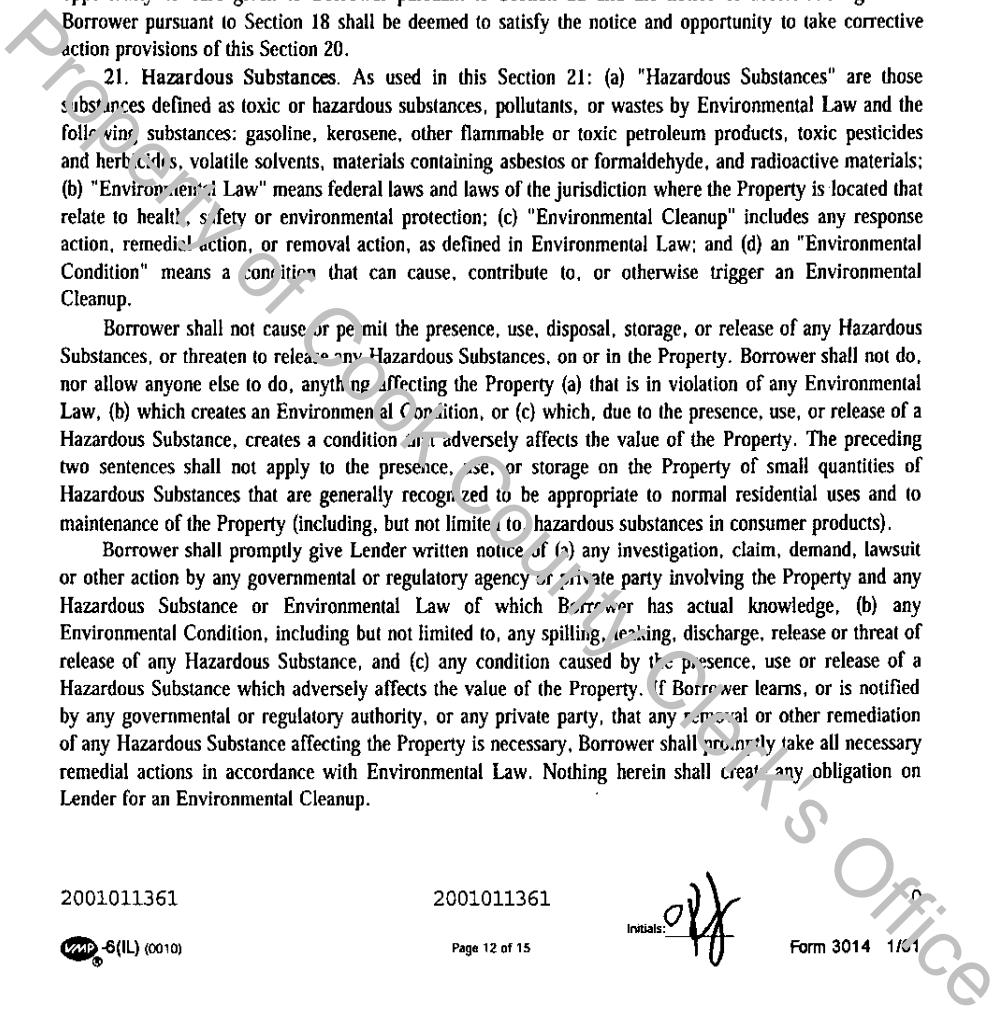 Borrower pursuant to Section 18 shall be deemed to satisfy the notice and opportunity to take corrective
action provisions of this Section 20.
21. Hazardous Substances. As used in this Section 21: (a) "Hazardous Substances" are those
substances defined as toxic or hazardous substances, pollutants, or wastes by Environmental Law and the
following substances: gasoline, kerosene, other flammable or toxic petroleum products, toxic pesticides
and herbicides, volatile solvents, materials containing asbestos or formaldehyde, and radioactive materials;
(b) "Environmental Law" means federal laws and laws of the jurisdiction where the Property is located that
relate to health, safety or environmental protection; (c) "Environmental Cleanup" includes any response
action, remedial action, or removal action, as defined in Environmental Law; and (d) an "Environmental
Condition" means a condition that can cause, contribute to, or otherwise trigger an Environmental
Cleanup.
Borrower shall not cause or permit the presence, use, disposal, storage, or release of any Hazardous
Substances, or threaten to release any Hazardous Substances, on or in the Property. Borrower shall not do,
nor allow anyone else to do, anything affecting the Property (a) that is in violation of any Environmental
Law, (b) which creates an Environmental Condition, or (c) which, due to the presence, use, or release of a
Hazardous Substance, creates a condition that adversely affects the value of the Property. The preceding
two sentences shall not apply to the presence, use, or storage on the Property of small quantities of
Hazardous Substances that are generally recognized to be appropriate to normal residential uses and to
maintenance of the Property (including, but not limited to, hazardous substances in consumer products).
Borrower shall promptly give Lender written notice of (a) any investigation, claim, demand, lawsuit
or other action by any governmental or regulatory agency or private party involving the Property and any
Hazardous Substance or Environmental Law of which Borrower has actual knowledge, (b) any
Environmental Condition, including but not limited to, any spilling, leaking, discharge, release or threat of
release of any Hazardous Substance, and (c) any condition caused by the presence, use or release of a
Hazardous Substance which adversely affects the value of the Property. If Borrower learns, or is notified
by any governmental or regulatory authority, or any private party, that any removal or other remediation
of any Hazardous Substance affecting the Property is necessary, Borrower shall promptly take all necessary
remedial actions in accordance with Environmental Law. Nothing herein shall create any obligation on
Lender for an Environmental Cleanup.
2001011361 2001011361
Initials:
VMP-6(IL) (0010) Page 12 of 15 Form 3014 1/01
Property of Cook County Clerk's Office